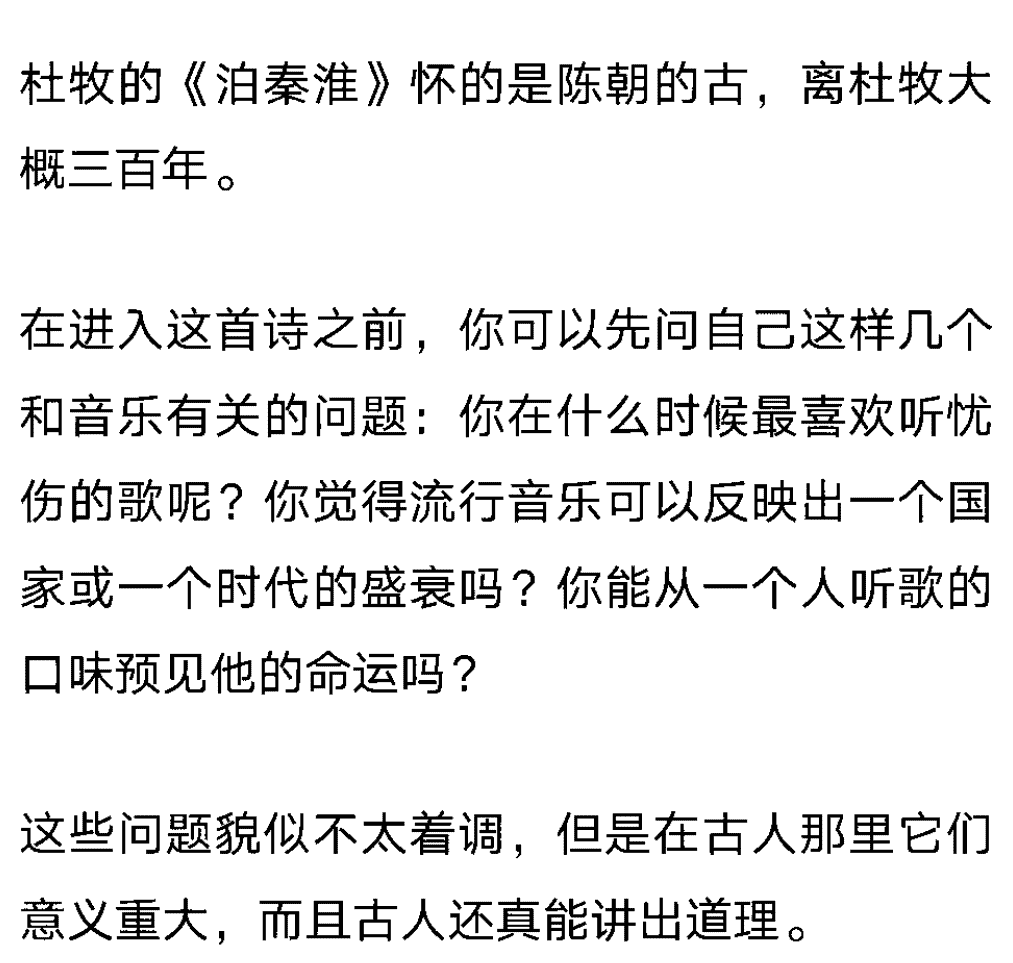 杜牧的《泊秦淮》怀的是陈朝的古，离杜牧大
概三百年。
在进入这首诗之前，你可以先问自己这样几个
和音乐有关的问题：你在什么时候最喜欢听忧
伤的歌呢？你觉得流行音乐可以反映出一个国
家或一个时代的盛衰吗？你能从一个人听歌的
口味预见他的命运吗？
这些问题貌似不太着调，但是在古人那里它们
意义重大，而且古人还真能讲出道理。